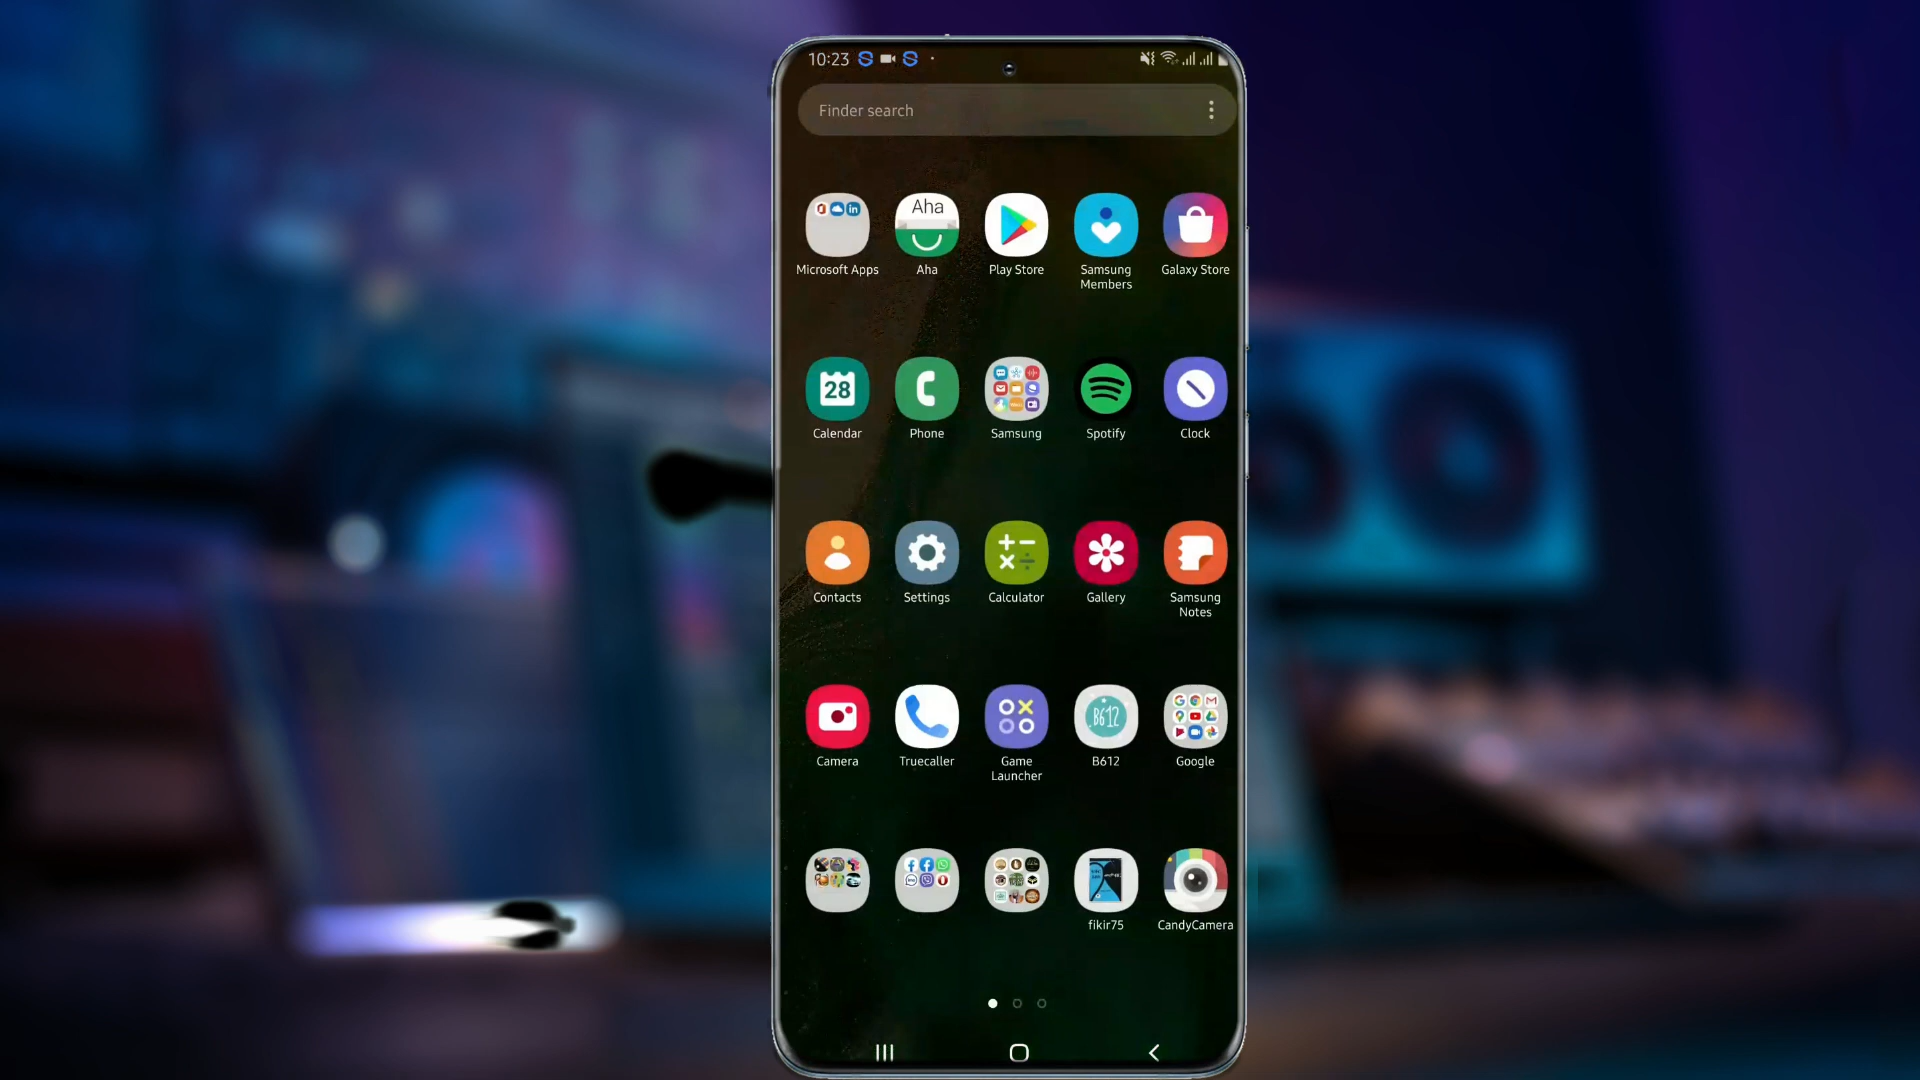 10:23
Finder search
Aha
Microsoft Apps
Aha
Play Store
Samsung
Members
Galaxy Store
28
Calendar
Phone
Samsung
Spotify
Clock
Contacts
Settings
Calculator
Gallery
Samsung
Notes
Camera
Truecaller
Game
Launcher
B612
B612
Google
fikir75
CandyCamera